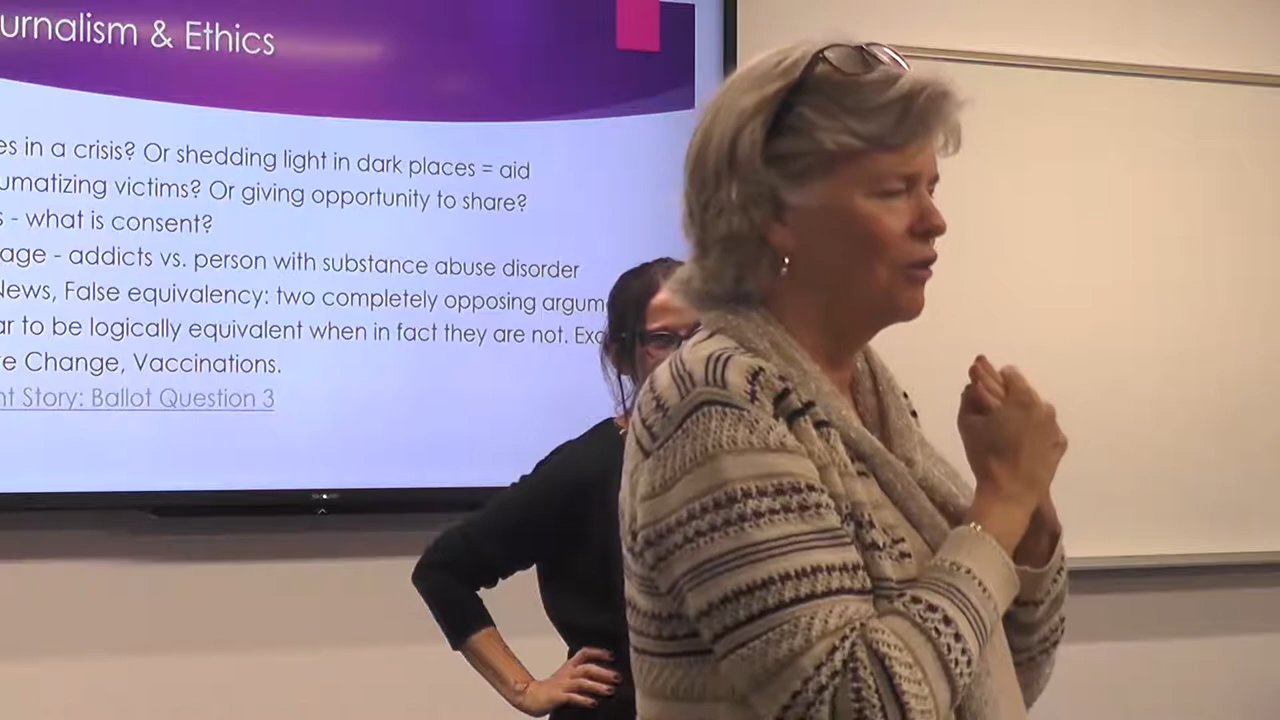 urnalism & Ethics
es in a crisis? Or shedding light in dark places = aid
umatizing victims? Or giving opportunity to share?
s - what is consent?
age - addicts vs. person with substance abuse disorder
News, False equivalency: two completely opposing argum
ar to be logically equivalent when in fact they are not. Exa
e Change, Vaccinations.
nt Story: Ballot Question 3